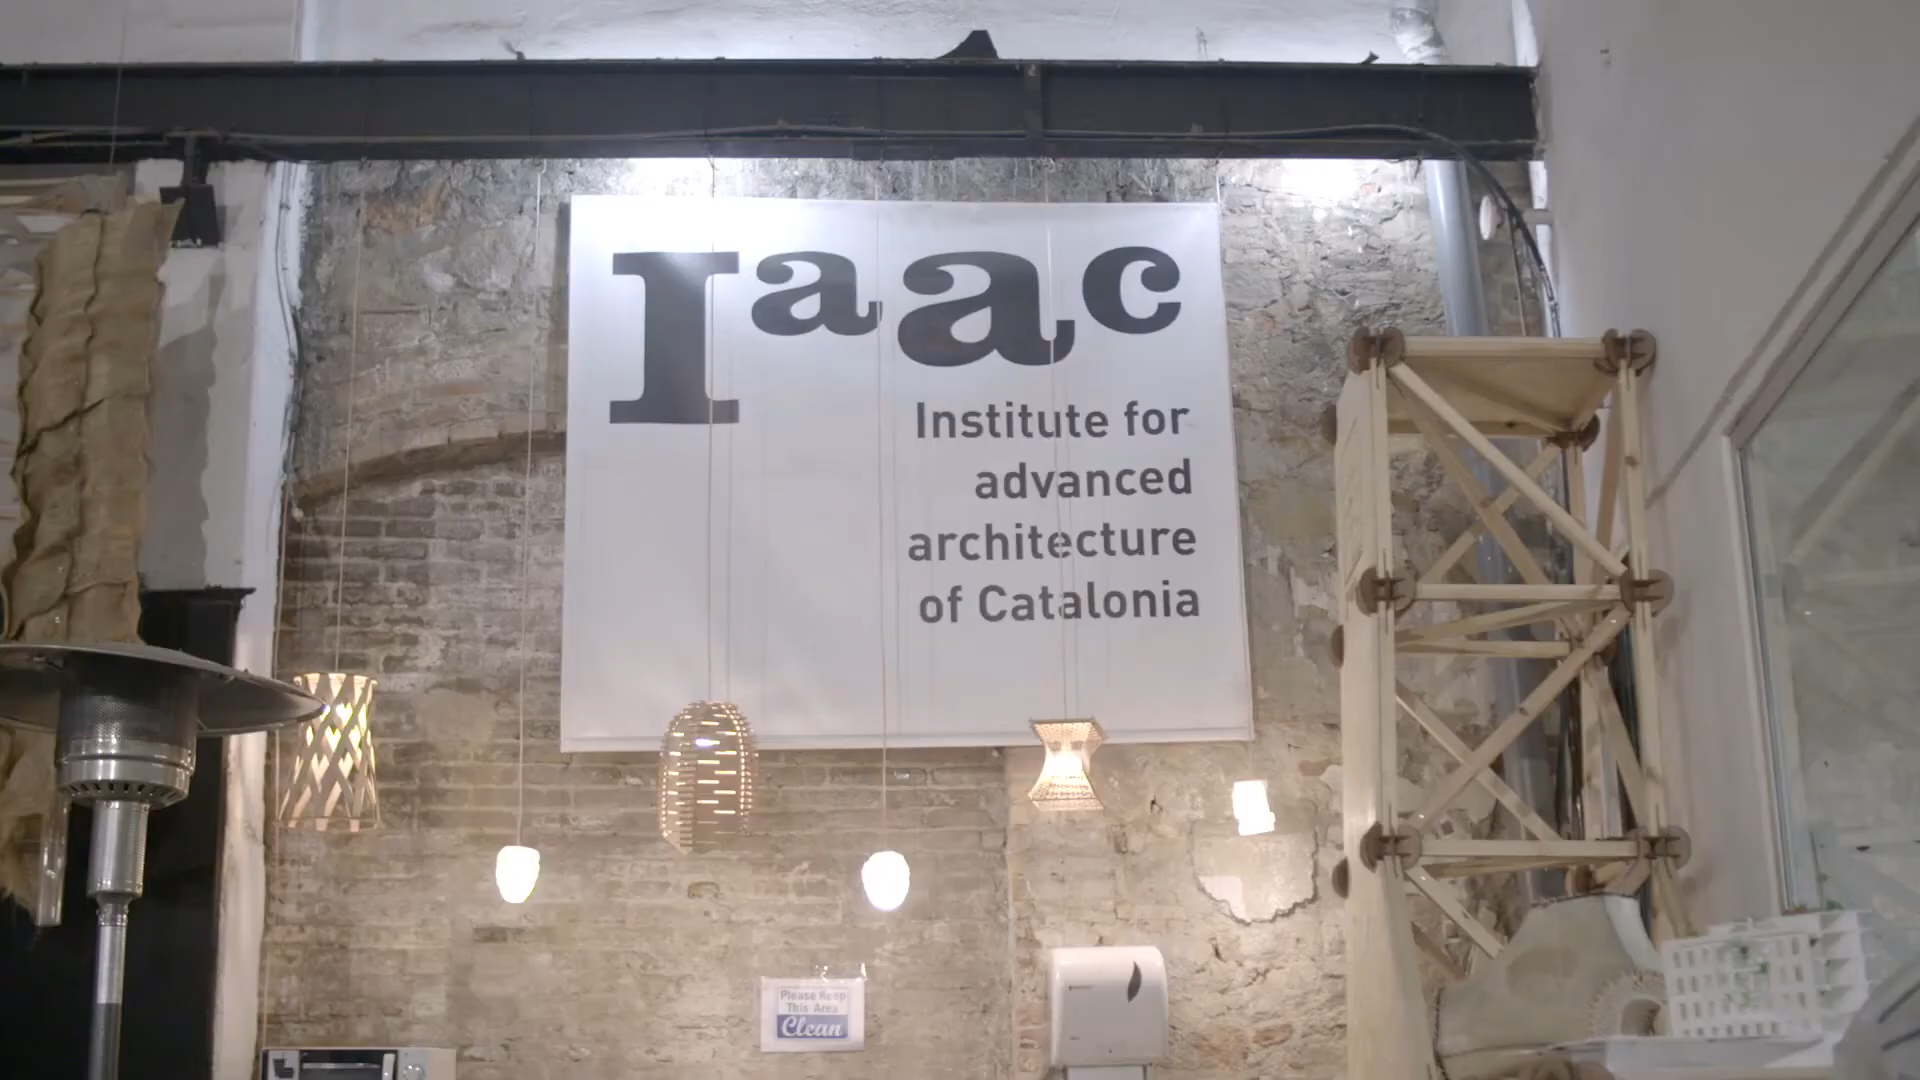 Iaac
Institute for
advanced
architecture
of Catalonia
Please Keep
This Area
Clean